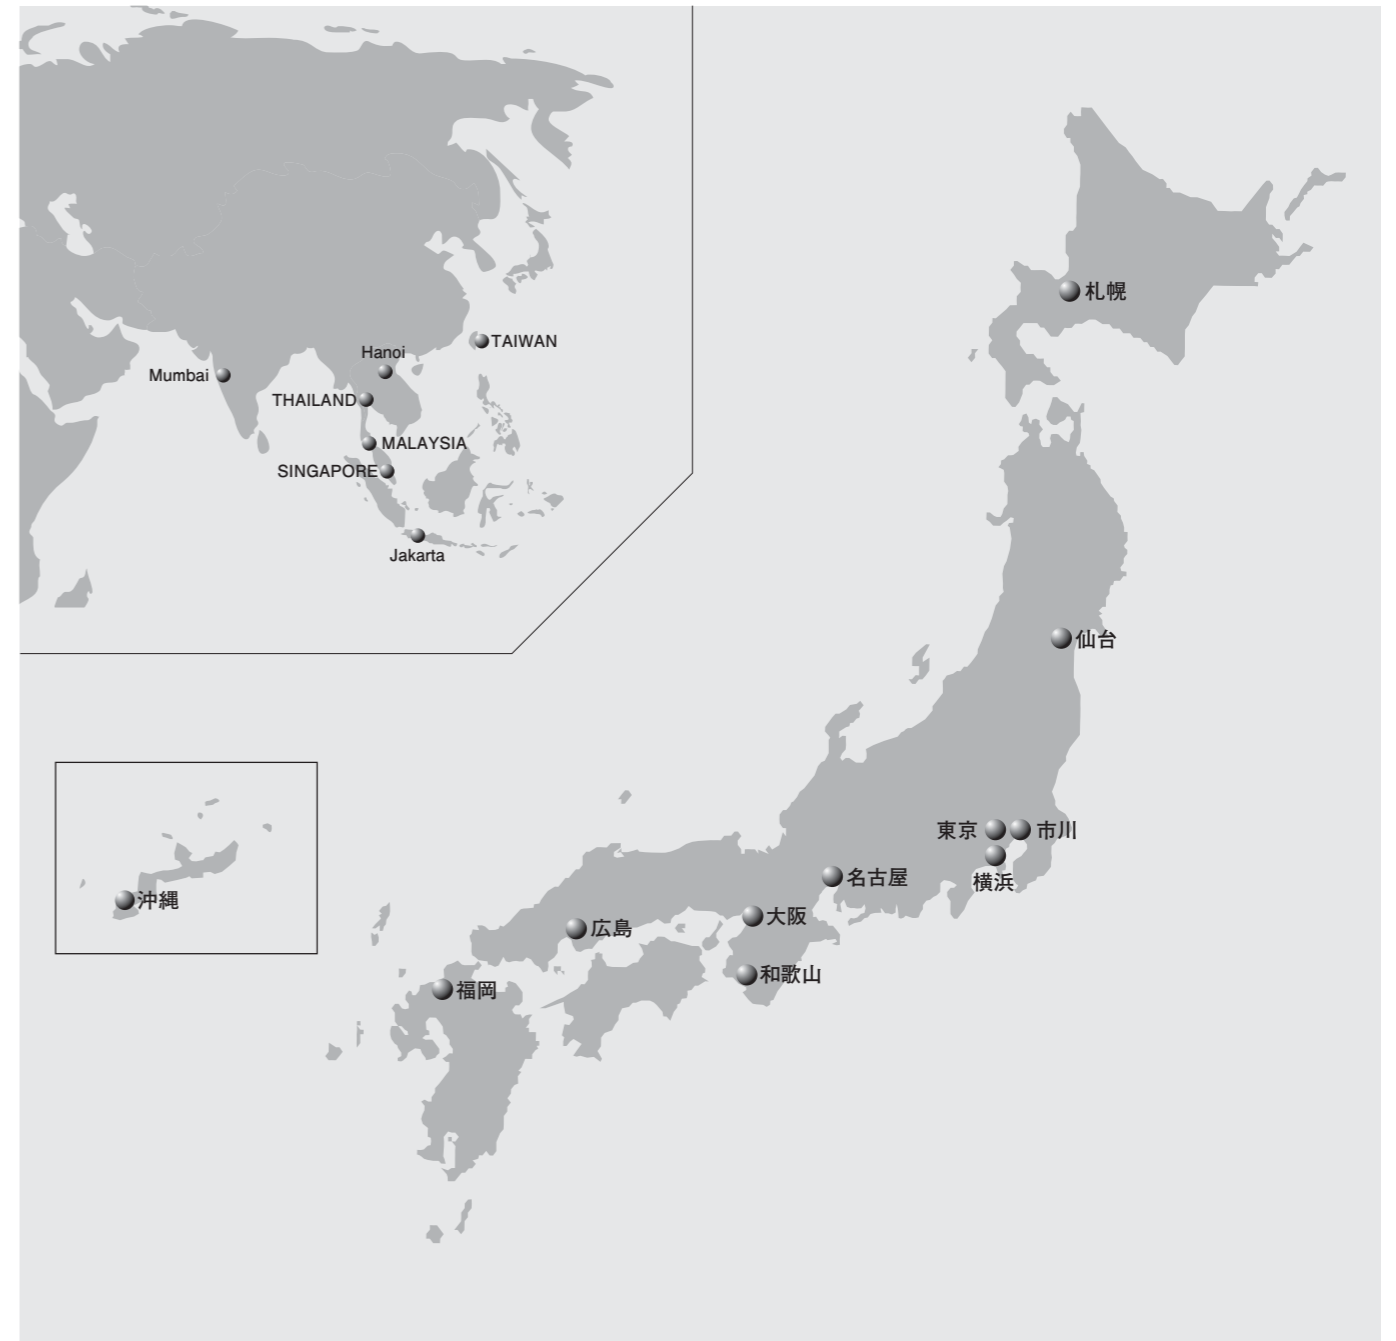 TAIWAN
Hanoi
Mumbai
THAILAND
MALAYSIA
SINGAPORE
Jakarta
札幌
仙台
東京
市川
横浜
名古屋
大阪
広島
和歌山
福岡
沖縄